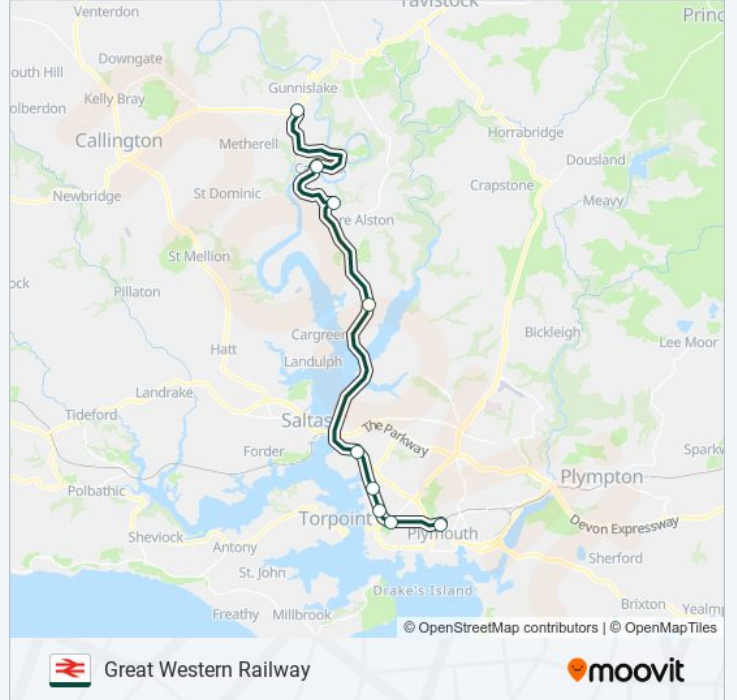 Tavistock
Venterdon
Princ
Downgate
outh Hill
Gunnislake
Kelly Bray
olberdon
Horrabridge
Callington
Metherell
Dousland
Crapstone
Newbridge
St Dominic
Meavy
re Alston
St Mellion
ock
Pillaton
Cargreen
Bickleigh
Lee Moor
Hatt
Landulph
Landrake
Tideford
Saltas
The Parkway
Forder
Sparkw
Plympton
Polbathic
Torpoint
Plymouth
Devon Expressway
Sheviock
Antony
Sherford
St. John
Drake's Island
Brixton
Yealmp
Freathy
Millbrook
© OpenStreetMap contributors | © OpenMapTiles
Great Western Railway
moovit